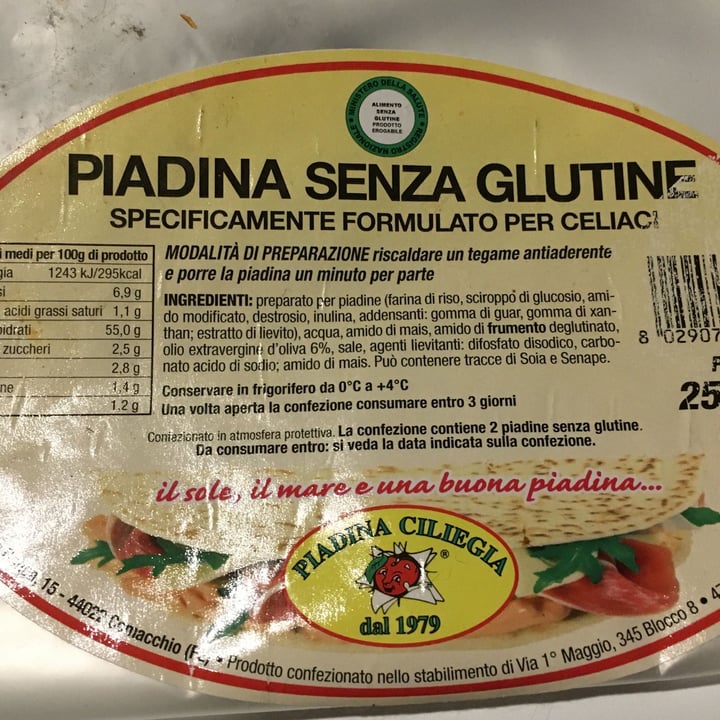 MINISTERO DELLA SALUTE • REGISTRO NAZIONALE •
ALIMENTO
SENZA
GLUTINE
PRODOTTO
EROGABILE
PIADINA SENZA GLUTINE
SPECIFICAMENTE FORMULATO PER CELIACI
medi per 100g di prodotto
1243 kJ/295kcal
6,9 g
acidi grassi saturi 1,1 g
55,0 g
zuccheri 2,5 g
2,8 g
1,4 g
1.2 g
MODALITÀ DI PREPARAZIONE riscaldare un tegame antiaderente
e porre la piadina un minuto per parte
INGREDIENTI: preparato per piadine (farina di riso, sciroppo di glucosio, ami-
do modificato, destrosio, inulina, addensanti: gomma di guar, gomma di xan-
than; estratto di lievito), acqua, amido di mais, amido di frumento deglutinato,
olio extravergine d'oliva 6%, sale, agenti lievitanti: difosfato disodico, carbo-
nato acido di sodio; amido di mais. Può contenere tracce di Soia e Senape.
Conservare in frigorifero da 0°C a +4°C
Una volta aperta la confezione consumare entro 3 giorni
Confezionato in atmosfera protettiva. La confezione contiene 2 piadine senza glutine.
Da consumare entro: si veda la data indicata sulla confezione.
8 02907
25
il sole, il mare e una buona piadina...
PIADINA CILIEGIA
®
dal 1979
15 - 44022 Comacchio (FE) • Prodotto confezionato nello stabilimento di Via 1° Maggio, 345 Blocco 8 •